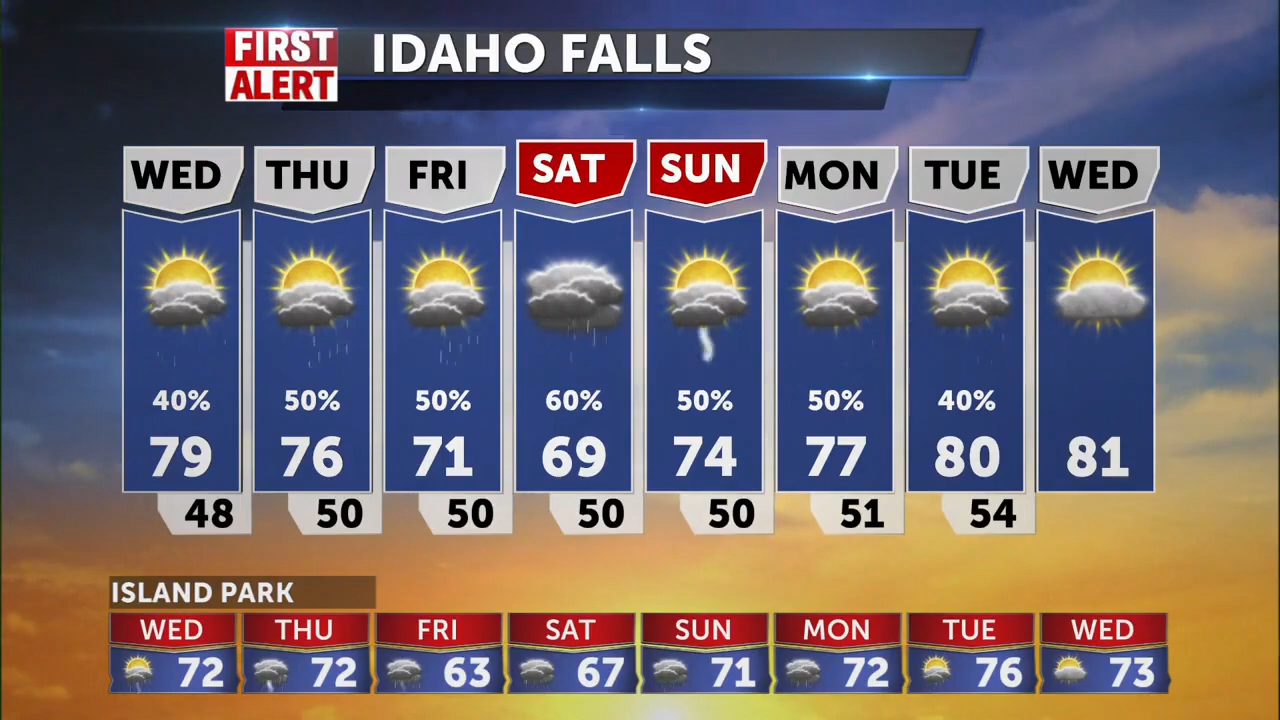 FIRST ALERT
IDAHO FALLS
WED THU FRI SAT SUN MON TUE WED
40% 50% 50% 60% 50% 50% 40%
79 76 71 69 74 77 80 81
48 50 50 50 50 51 54
ISLAND PARK
WED THU FRI SAT SUN MON TUE WED
72 72 63 67 71 72 76 73